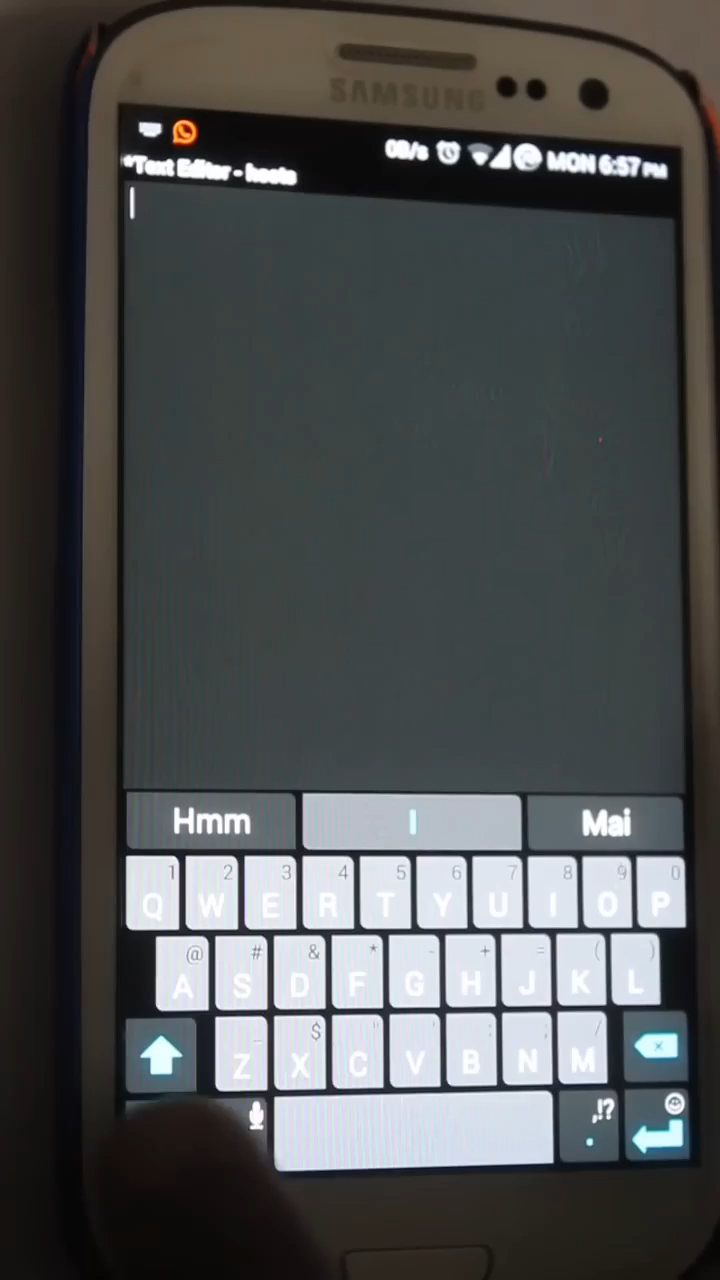 SAMSUNG
0B/s MON 6:57 PM
*Text Editor - hosts
Hmm I Mai
1 2 3 4 5 6 7 8 9 0
Q W E R T Y U I O P
@ # & * - + = ( )
A S D F G H J K L
_ $ " ' : ; /
Z X C V B N M
,!?
.